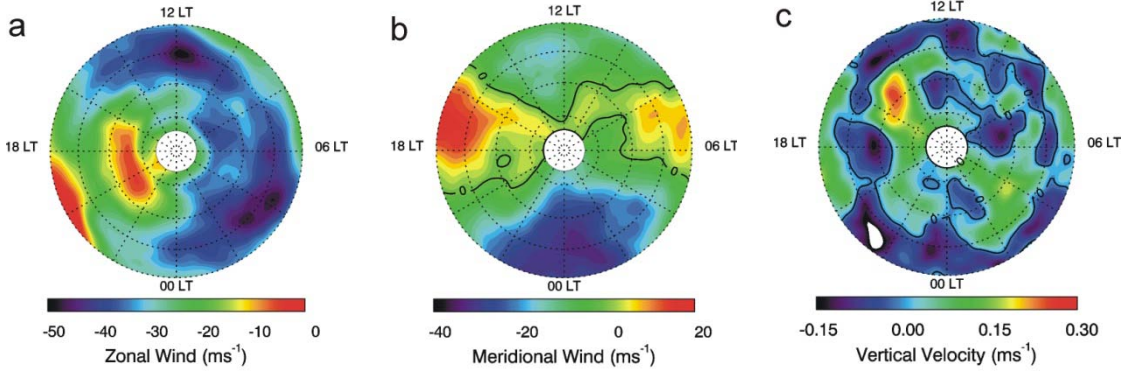 a
12 LT
18 LT
06 LT
00 LT
-50 -40 -30 -20 -10 0
Zonal Wind (ms⁻¹)
b
12 LT
18 LT
06 LT
0
0
0
0
0
00 LT
-40 -20 0 20
Meridional Wind (ms⁻¹)
c
12 LT
18 LT
06 LT
00 LT
-0.15 0.00 0.15 0.30
Vertical Velocity (ms⁻¹)